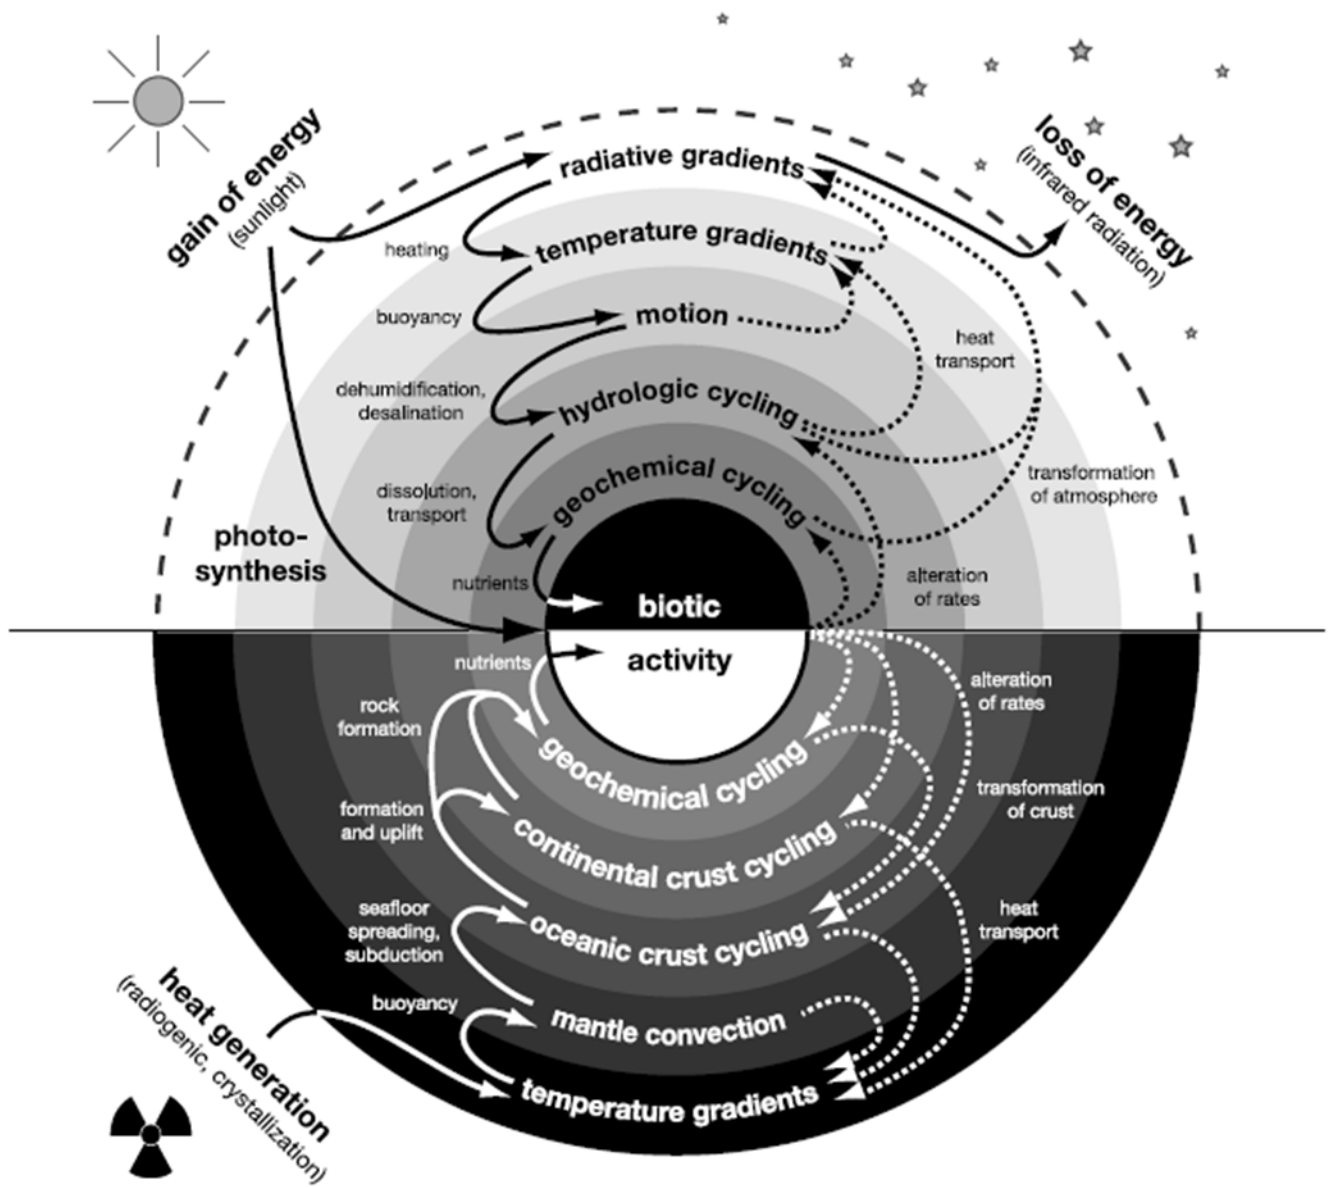 gain of energy
(sunlight)
loss of energy
(infrared radiation)
radiative gradients
heating
temperature gradients
buoyancy
motion
heat
transport
dehumidification,
desalination
hydrologic cycling
transformation
of atmosphere
dissolution,
transport
geochemical cycling
photo-
synthesis
nutrients
alteration
of rates
biotic
activity
nutrients
alteration
of rates
rock
formation
geochemical cycling
transformation
of crust
formation
and uplift
continental crust cycling
seafloor
spreading,
subduction
oceanic crust cycling
heat
transport
buoyancy
mantle convection
heat generation
(radiogenic, crystallization)
temperature gradients